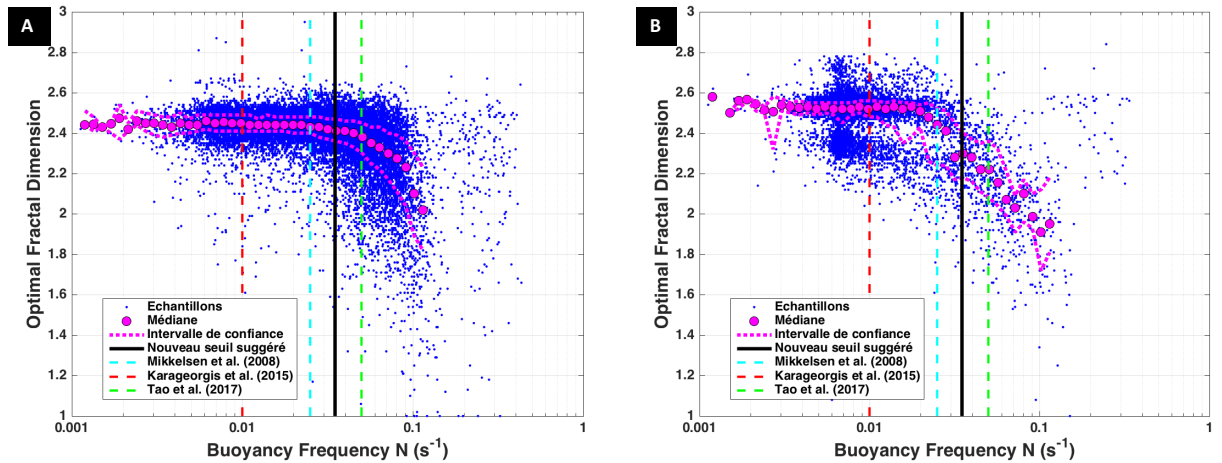 A
Optimal Fractal Dimension
3
2.8
2.6
2.4
2.2
2
1.8
1.6
1.4
1.2
1
Echantillons
Médiane
Intervalle de confiance
Nouveau seuil suggéré
Mikkelsen et al. (2008)
Karageorgis et al. (2015)
Tao et al. (2017)
0.001
0.01
0.1
1
Buoyancy Frequency N (s⁻¹)
B
Optimal Fractal Dimension
3
2.8
2.6
2.4
2.2
2
1.8
1.6
1.4
1.2
1
Echantillons
Médiane
Intervalle de confiance
Nouveau seuil suggéré
Mikkelsen et al. (2008)
Karageorgis et al. (2015)
Tao et al. (2017)
0.001
0.01
0.1
1
Buoyancy Frequency N (s⁻¹)